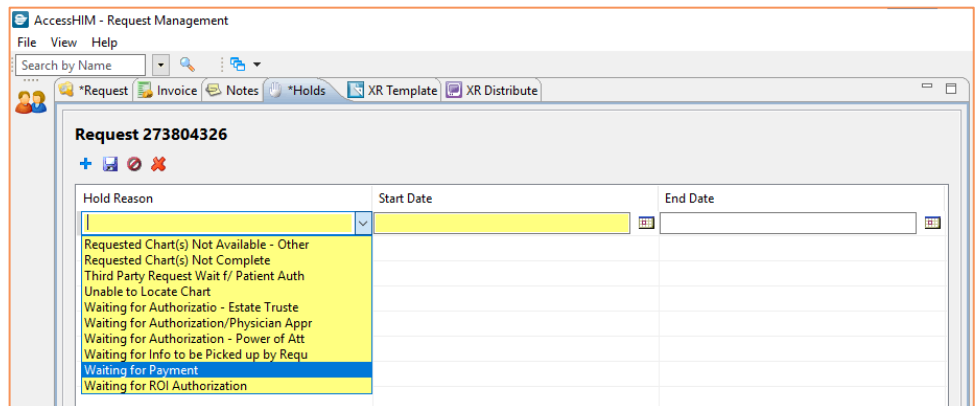 AccessHIM - Request Management
File View Help
Search by Name
*Request Invoice Notes *Holds XR Template XR Distribute
Request 273804326
Hold Reason Start Date End Date
Requested Chart(s) Not Available - Other
Requested Chart(s) Not Complete
Third Party Request Wait f/ Patient Auth
Unable to Locate Chart
Waiting for Authorizatio - Estate Truste
Waiting for Authorization/Physician Appr
Waiting for Authorization - Power of Att
Waiting for Info to be Picked up by Requ
Waiting for Payment
Waiting for ROI Authorization